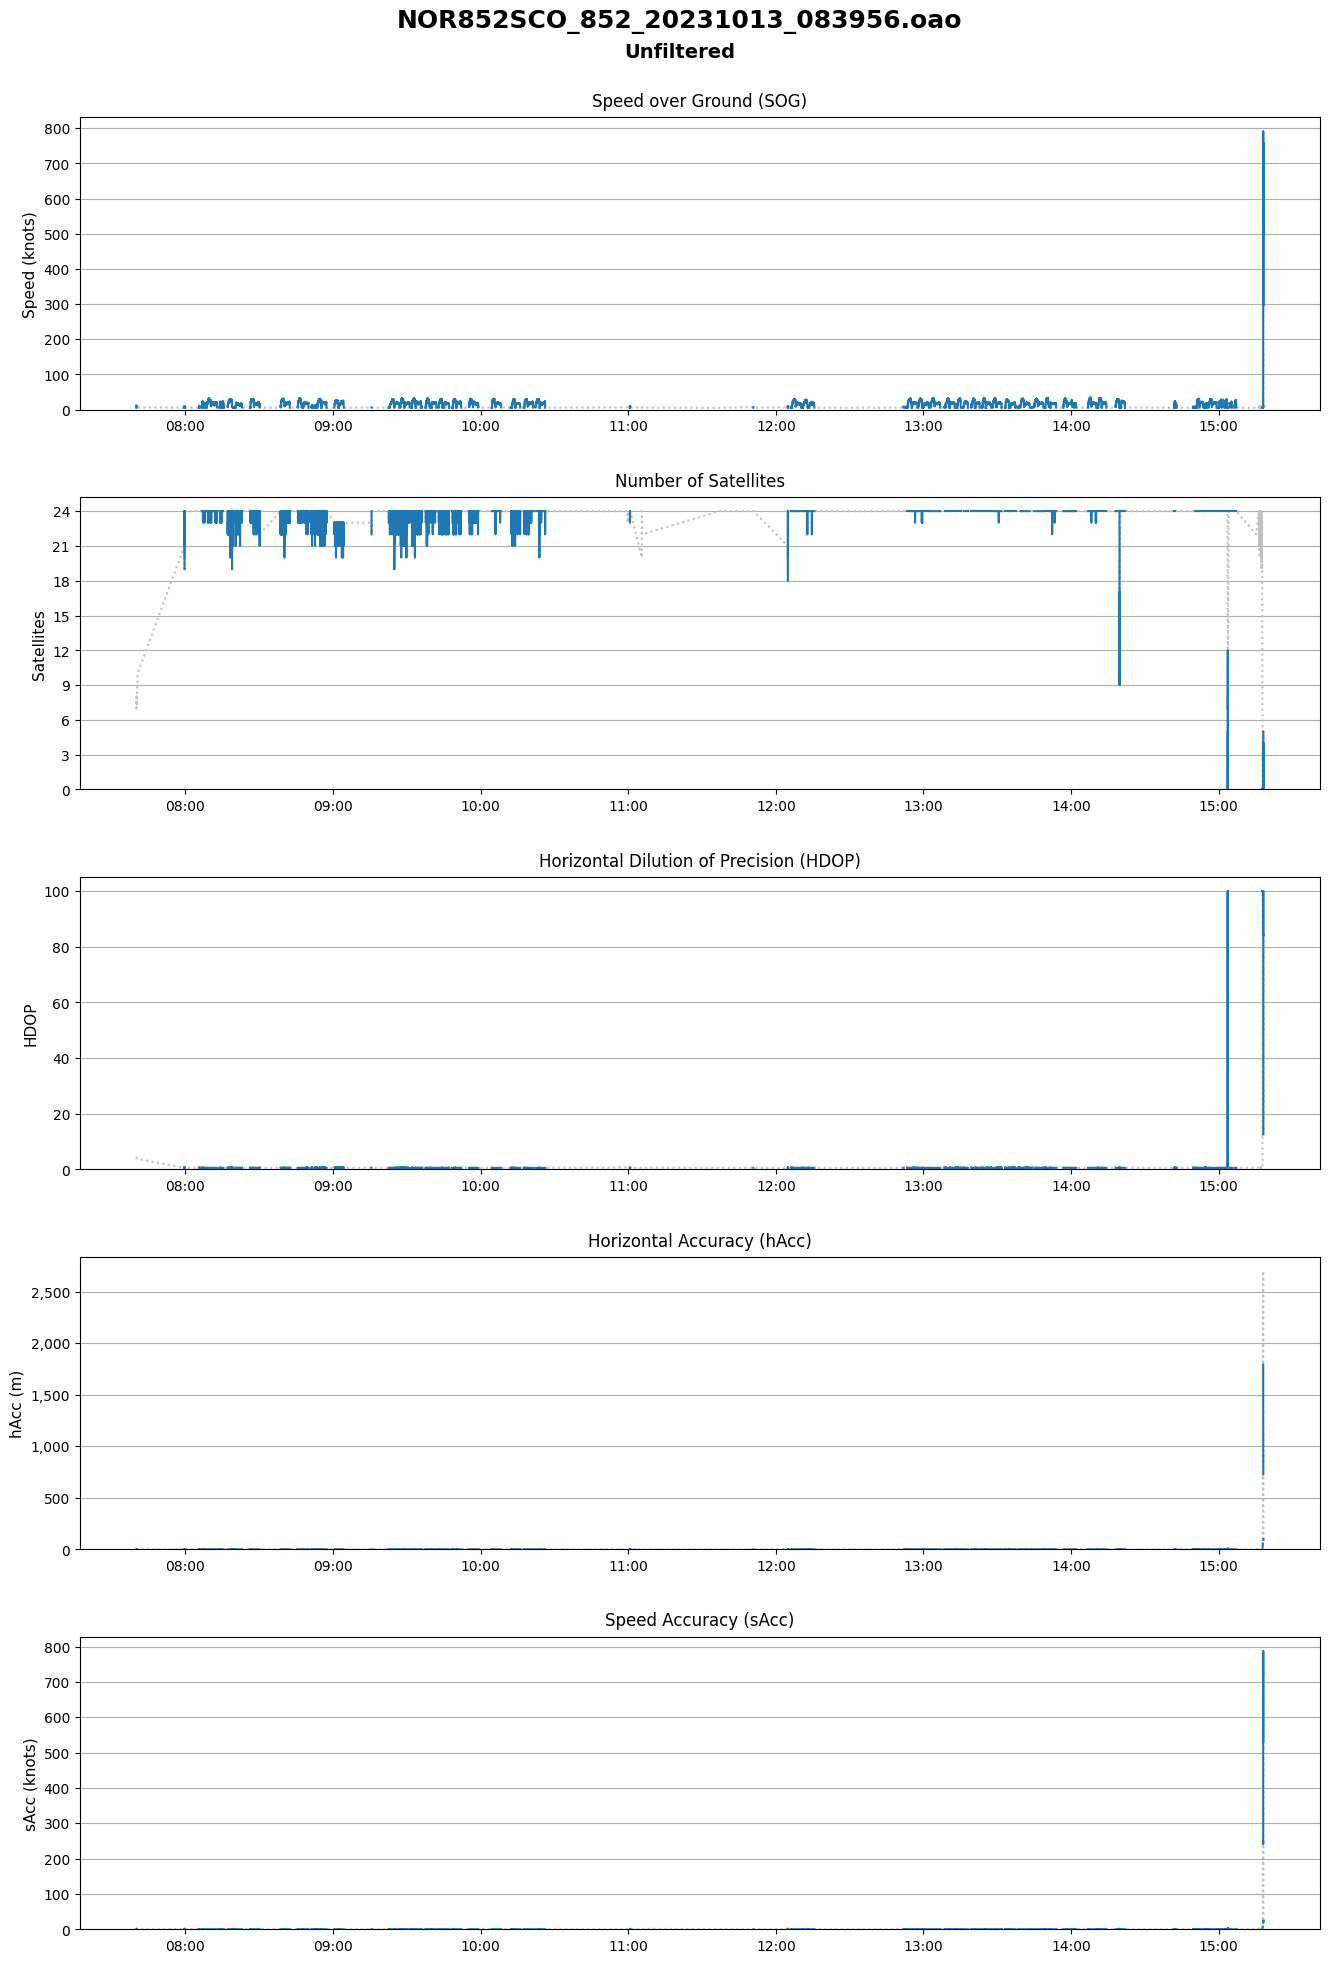 NOR852SCO_852_20231013_083956.oao
Unfiltered
Speed over Ground (SOG)
Speed (knots)
800
700
600
500
400
300
200
100
0
08:00 09:00 10:00 11:00 12:00 13:00 14:00 15:00
Number of Satellites
Satellites
24
21
18
15
12
9
6
3
0
08:00 09:00 10:00 11:00 12:00 13:00 14:00 15:00
Horizontal Dilution of Precision (HDOP)
HDOP
100
80
60
40
20
0
08:00 09:00 10:00 11:00 12:00 13:00 14:00 15:00
Horizontal Accuracy (hAcc)
hAcc (m)
2,500
2,000
1,500
1,000
500
0
08:00 09:00 10:00 11:00 12:00 13:00 14:00 15:00
Speed Accuracy (sAcc)
sAcc (knots)
800
700
600
500
400
300
200
100
0
08:00 09:00 10:00 11:00 12:00 13:00 14:00 15:00